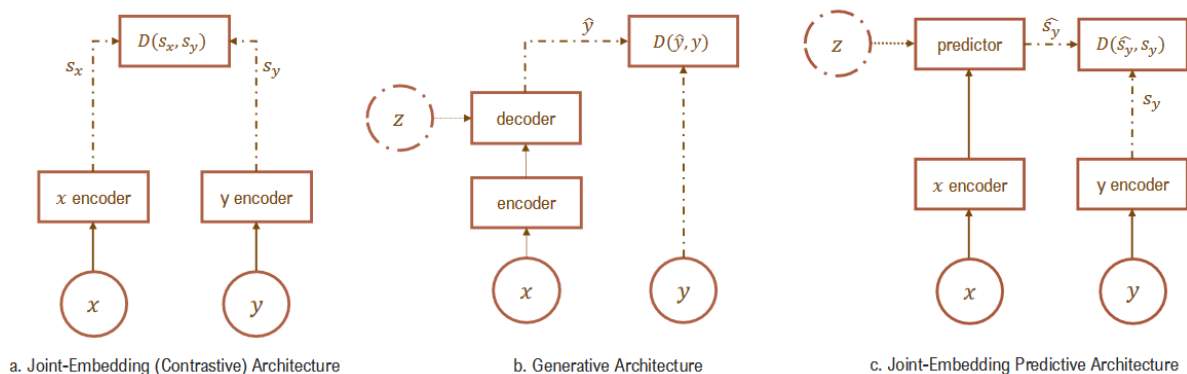 D(s_x, s_y)
s_x
s_y
x encoder
y encoder
x
y
a. Joint-Embedding (Contrastive) Architecture
ŷ
D(ŷ, y)
z
decoder
encoder
x
y
b. Generative Architecture
z
predictor
ŝ_y
D(ŝ_y, s_y)
s_y
x encoder
y encoder
x
y
c. Joint-Embedding Predictive Architecture